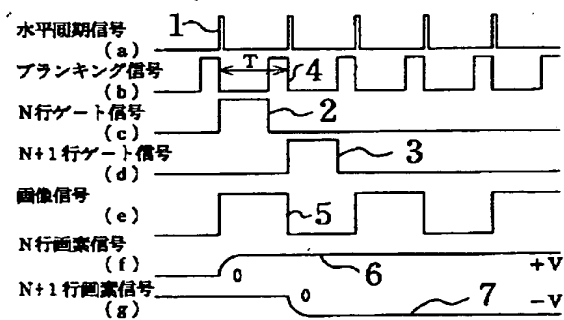 水平同期信号 1
(a)
ブランキング信号 T 4
(b)
N行ゲート信号 2
(c)
N+1行ゲート信号 3
(d)
画像信号
(e) 5
N行画素信号
(f) 0 6 +V
N+1行画素信号 0 7 -V
(g)